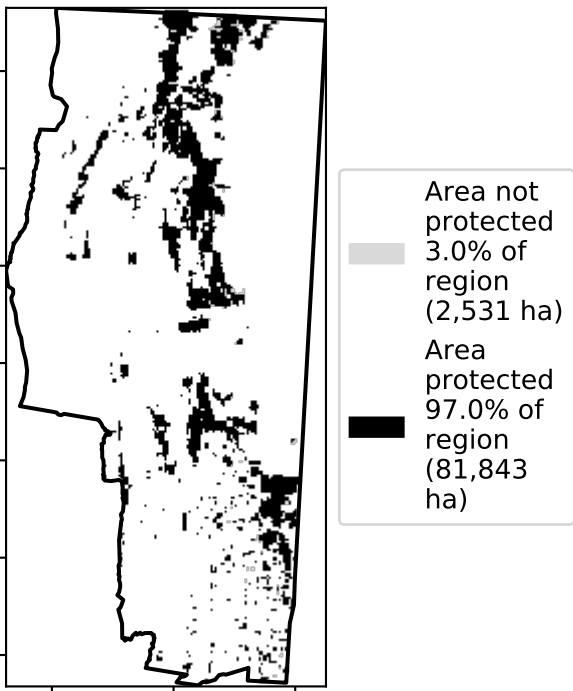 Area not
protected
3.0% of
region
(2,531 ha)
Area
protected
97.0% of
region
(81,843
ha)